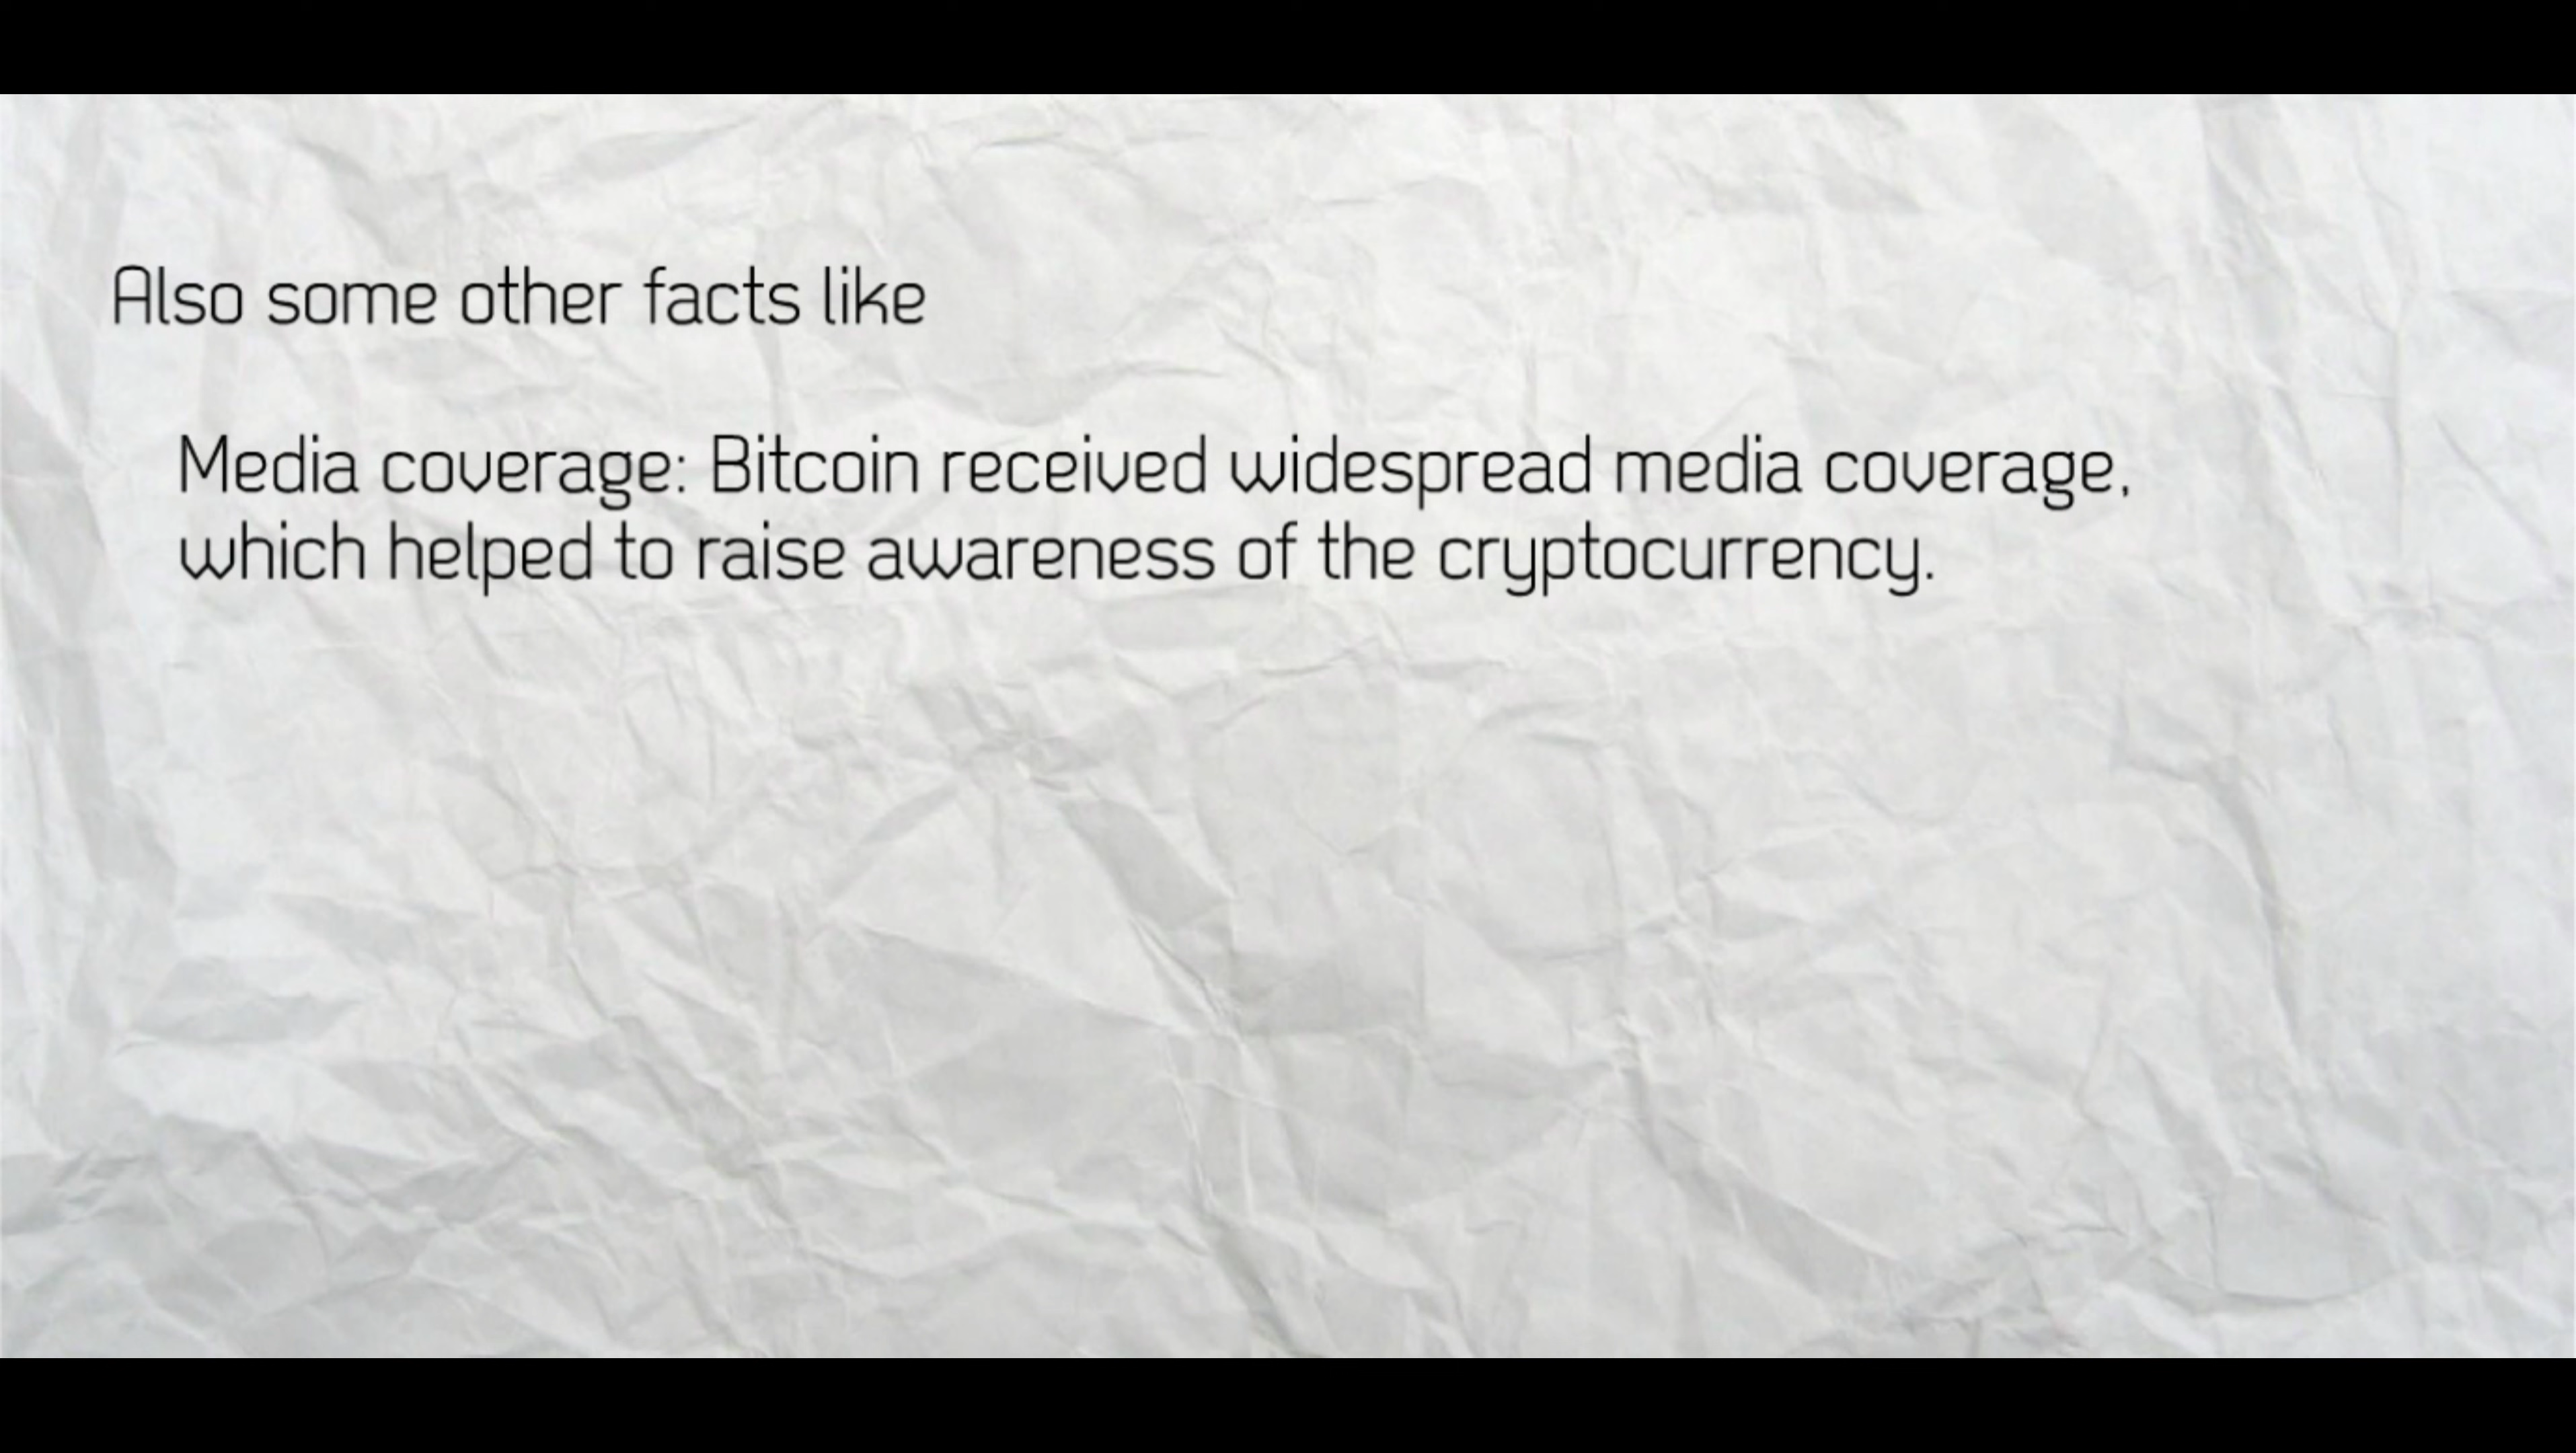 Also some other facts like
Media coverage: Bitcoin received widespread media coverage,
which helped to raise awareness of the cryptocurrency.